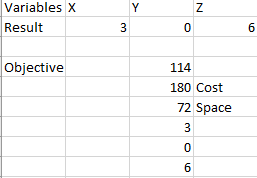 Variables X Y Z
Result 3 0 6
Objective 114
180 Cost
72 Space
3
0
6